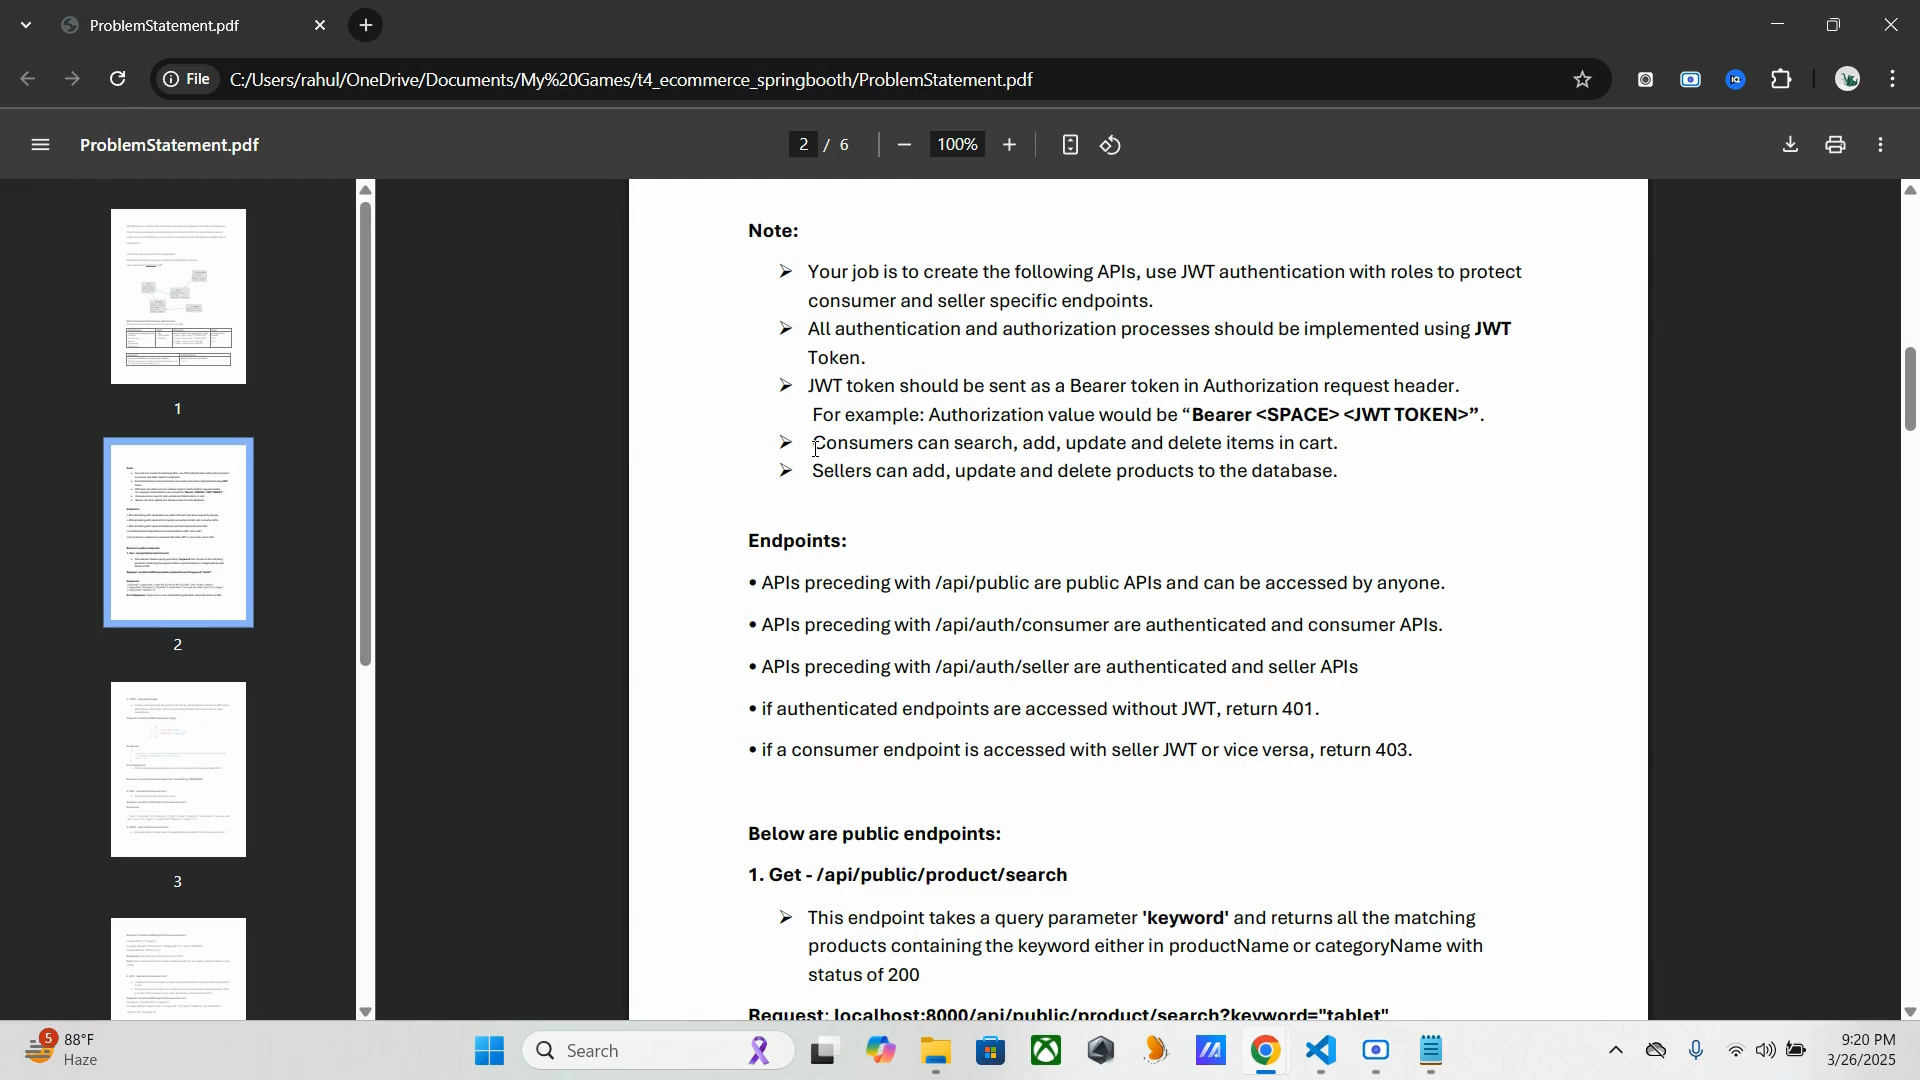 ProblemStatement.pdf
File
C:/Users/rahul/OneDrive/Documents/My%20Games/t4_ecommerce_springbooth/ProblemStatement.pdf
ProblemStatement.pdf
2 / 6
100%
1
2
3
Note:
➢ Your job is to create the following APIs, use JWT authentication with roles to protect
consumer and seller specific endpoints.
➢ All authentication and authorization processes should be implemented using JWT
Token.
➢ JWT token should be sent as a Bearer token in Authorization request header.
For example: Authorization value would be “Bearer <SPACE> <JWT TOKEN>”.
➢ Consumers can search, add, update and delete items in cart.
➢ Sellers can add, update and delete products to the database.
Endpoints:
• APIs preceding with /api/public are public APIs and can be accessed by anyone.
• APIs preceding with /api/auth/consumer are authenticated and consumer APIs.
• APIs preceding with /api/auth/seller are authenticated and seller APIs
• if authenticated endpoints are accessed without JWT, return 401.
• if a consumer endpoint is accessed with seller JWT or vice versa, return 403.
Below are public endpoints:
1. Get - /api/public/product/search
➢ This endpoint takes a query parameter 'keyword' and returns all the matching
products containing the keyword either in productName or categoryName with
status of 200
Request: localhost:8000/api/public/product/search?keyword="tablet"
5
88°F
Haze
Search
9:20 PM
3/26/2025